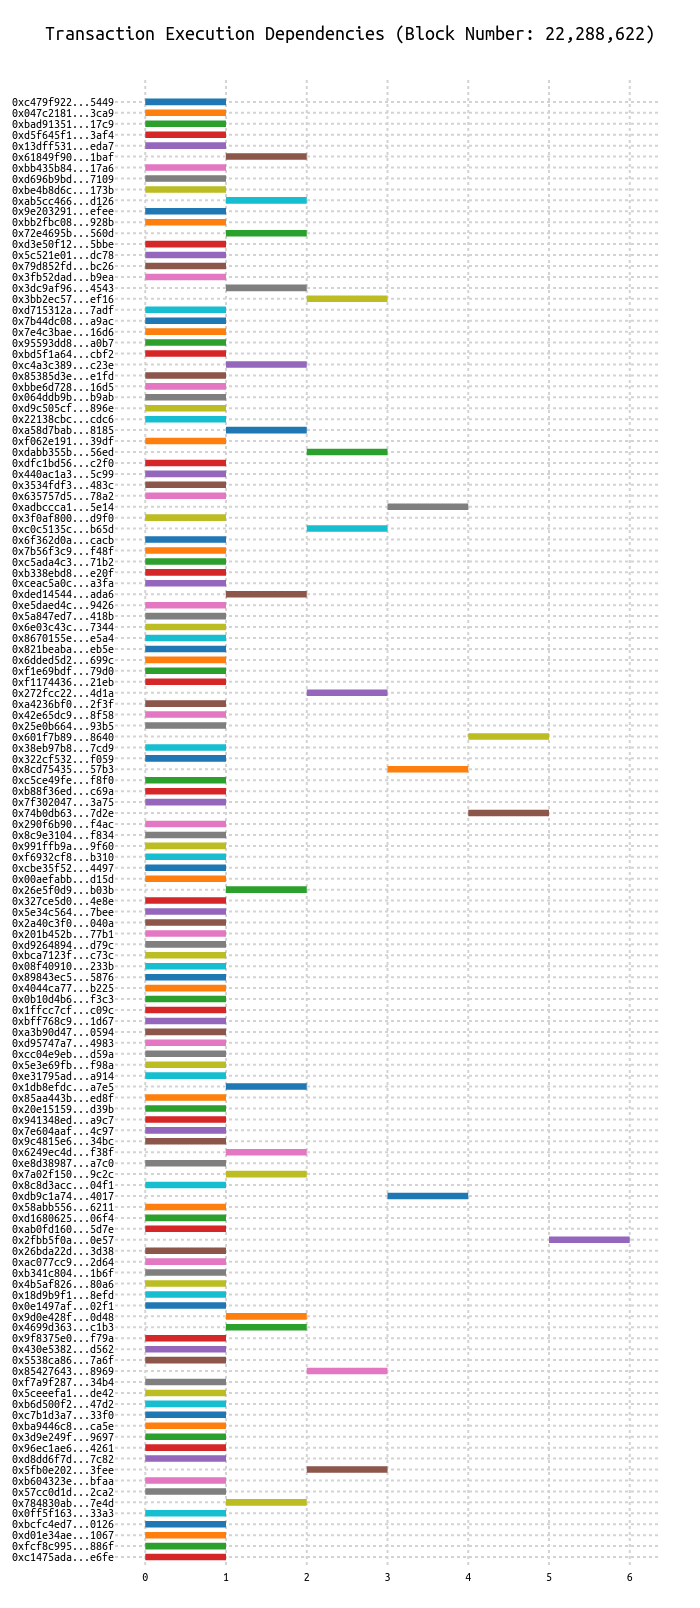 Transaction Execution Dependencies (Block Number: 22,288,622)
0xc479f922...5449
0x047c2181...3ca9
0xbad91351...17c9
0xd5f645f1...3af4
0x13dff531...eda7
0x61849f90...1baf
0xbb435b84...17a6
0xd696b9bd...7109
0xbe4b8d6c...173b
0xab5cc466...d126
0x9e203291...efee
0xbb2fbc08...928b
0x72e4695b...560d
0xd3e50f12...5bbe
0x5c521e01...dc78
0x79d852fd...bc26
0x3fb52dad...b9ea
0x3dc9af96...4543
0x3bb2ec57...ef16
0xd715312a...7adf
0x7b44dc08...a9ac
0x7e4c3bae...16d6
0x95593dd8...a0b7
0xbd5f1a64...cbf2
0xc4a3c389...c23e
0x85385d3e...e1fd
0xbbe6d728...16d5
0x064ddb9b...b9ab
0xd9c505cf...896e
0x22138cbc...cdc6
0xa58d7bab...8185
0xf062e191...39df
0xdabb355b...56ed
0xdfc1bd56...c2f0
0x440ac1a3...5c99
0x3534fdf3...483c
0x635757d5...78a2
0xadbccca1...5e14
0x3f0af800...d9f0
0xc0c5135c...b65d
0x6f362d0a...cacb
0x7b56f3c9...f48f
0xc5ada4c3...71b2
0xb338ebd8...e20f
0xceac5a0c...a3fa
0xded14544...ada6
0xe5daed4c...9426
0x5a847ed7...418b
0x6e03c43c...7344
0x8670155e...e5a4
0x821beaba...eb5e
0x6dded5d2...699c
0xf1e69bdf...79d0
0xf1174436...21eb
0x272fcc22...4d1a
0xa4236bf0...2f3f
0x42e65dc9...8f58
0x25e0b664...93b5
0x601f7b89...8640
0x38eb97b8...7cd9
0x322cf532...f059
0x8cd75435...57b3
0xc5ce49fe...f8f0
0xb88f36ed...c69a
0x7f302047...3a75
0x74b0db63...7d2e
0x290f6b90...f4ac
0x8c9e3104...f834
0x991ffb9a...9f60
0xf6932cf8...b310
0xcbe35f52...4497
0x00aefabb...d15d
0x26e5f0d9...b03b
0x327ce5d0...4e8e
0x5e34c564...7bee
0x2a40c3f0...040a
0x201b452b...77b1
0xd9264894...d79c
0xbca7123f...c73c
0x08f40910...233b
0x89843ec5...5876
0x4044ca77...b225
0x0b10d4b6...f3c3
0x1ffcc7cf...c09c
0xbff768c9...1d67
0xa3b90d47...0594
0xd95747a7...4983
0xcc04e9eb...d59a
0x5e3e69fb...f98a
0xe31795ad...a914
0x1db8efdc...a7e5
0x85aa443b...ed8f
0x20e15159...d39b
0x941348ed...a9c7
0x7e604aaf...4c97
0x9c4815e6...34bc
0x6249ec4d...f38f
0xe8d38987...a7c0
0x7a02f150...9c2c
0x8c8d3acc...04f1
0xdb9c1a74...4017
0x58abb556...6211
0xd1680625...06f4
0xab0fd160...5d7e
0x2fbb5f0a...0e57
0x26bda22d...3d38
0xac077cc9...2d64
0xb341c804...1b6f
0x4b5af826...80a6
0x18d9b9f1...8efd
0x0e1497af...02f1
0x9d0e428f...0d48
0x4699d363...c1b3
0x9f8375e0...f79a
0x430e5382...d562
0x5538ca86...7a6f
0x85427643...8969
0xf7a9f287...34b4
0x5ceeefa1...de42
0xb6d500f2...47d2
0xc7b1d3a7...33f0
0xba9446c8...ca5e
0x3d9e249f...9697
0x96ec1ae6...4261
0xd8dd6f7d...7c82
0x5fb0e202...3fee
0xb604323e...bfaa
0x57cc0d1d...2ca2
0x784830ab...7e4d
0x0ff5f163...33a3
0xbcfc4ed7...0126
0xd01e34ae...1067
0xfcf8c995...886f
0xc1475ada...e6fe
0 1 2 3 4 5 6